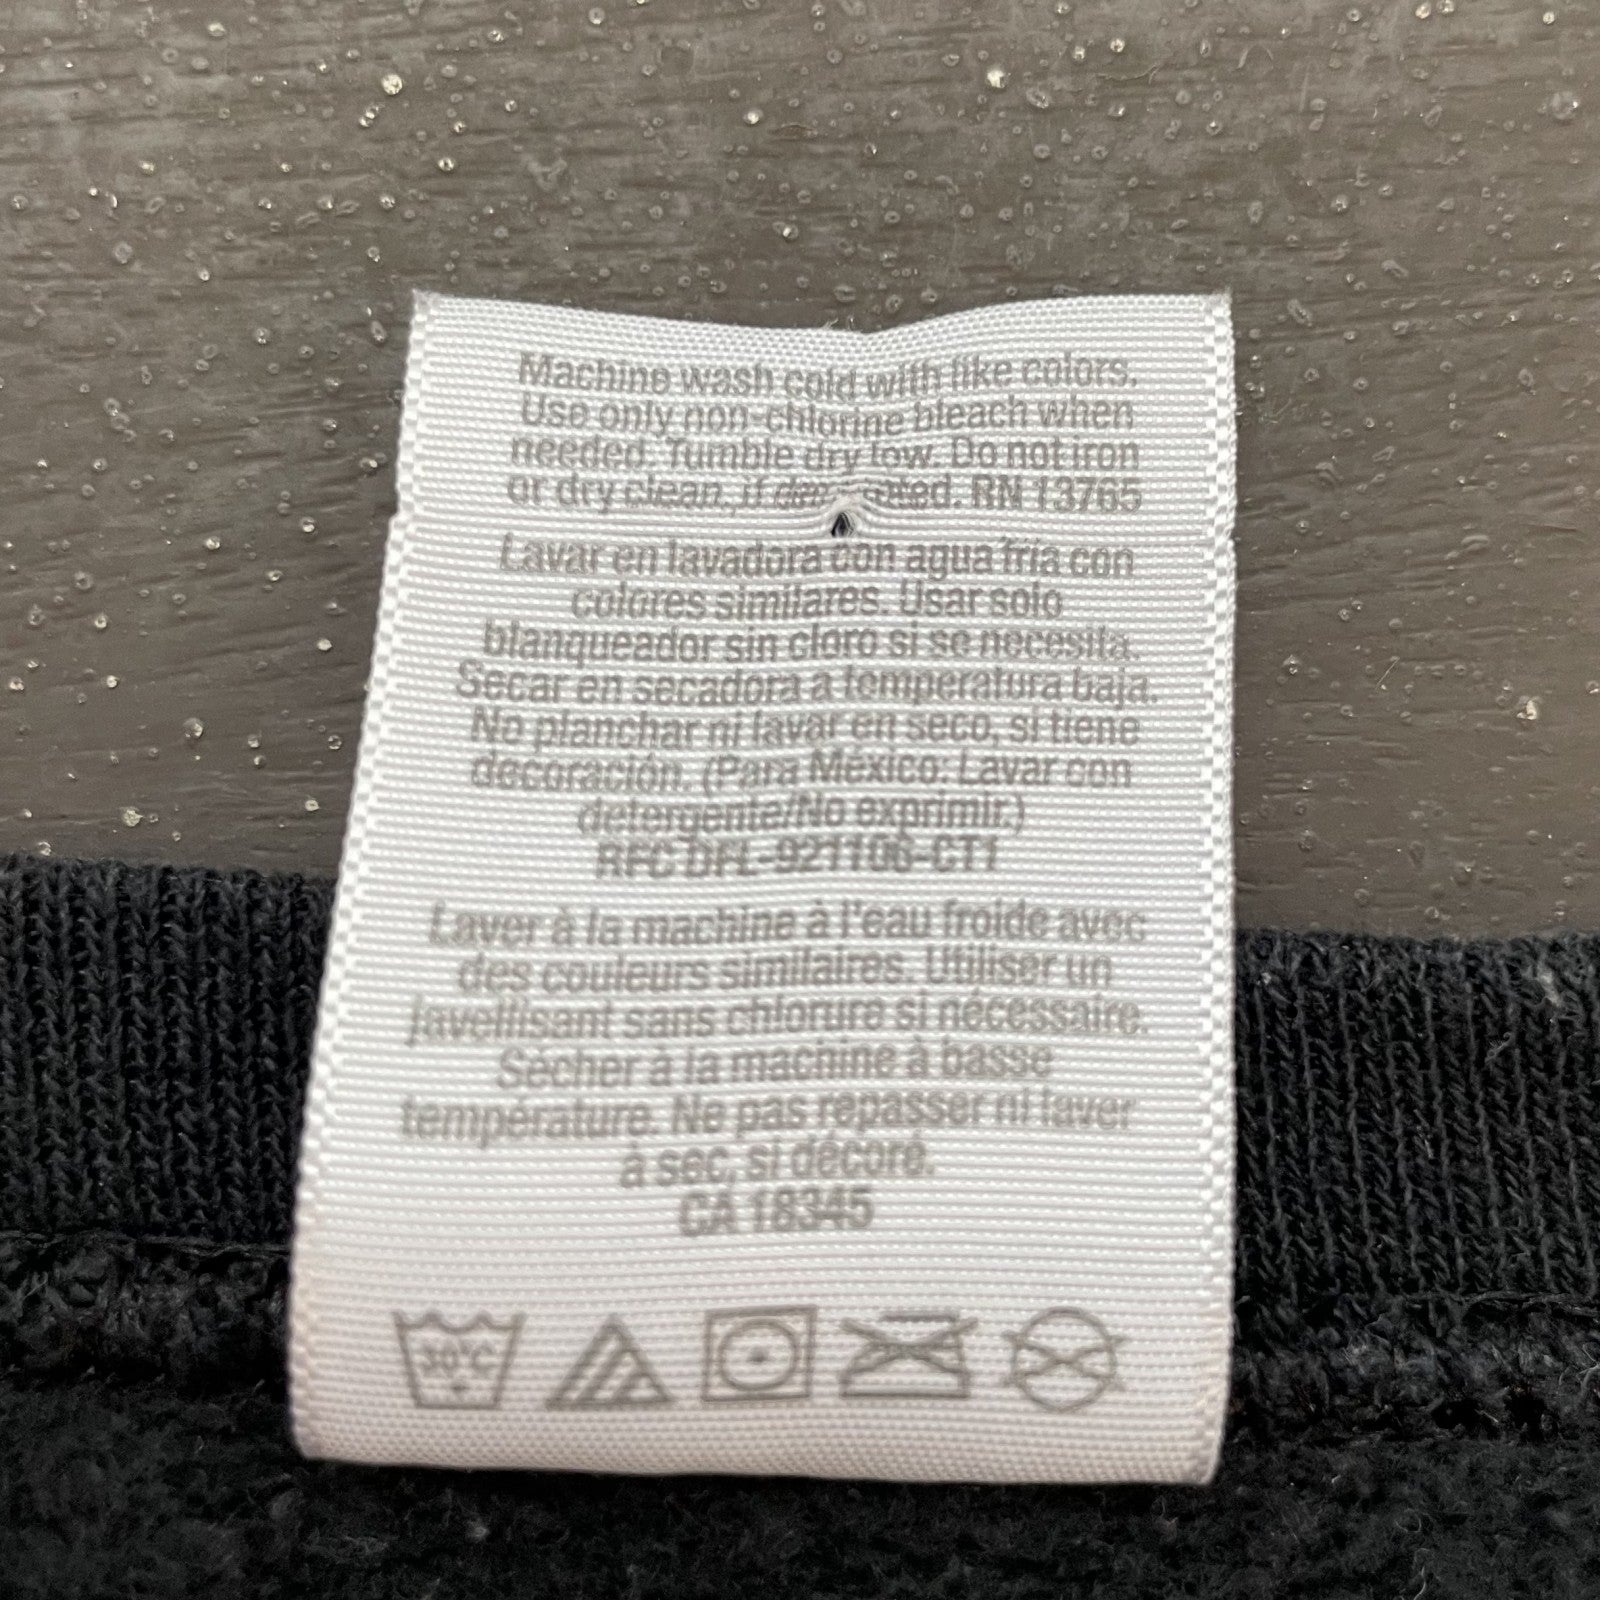 Machine wash cold with like colors.
Use only non-chlorine bleach when
needed. Tumble dry low. Do not iron
or dry clean, if RN 13765
Lavar en lavadora con agua fría con
colores similares. Usar solo
blanqueador sin cloro si se necesita.
Secar en secadora a temperatura baja.
No planchar ni lavar en seco, si tiene
decoración. (Para México: Lavar con
detergente/No exprimir.)
RFC DFL-921106-CT1
Laver à la machine à l'eau froide avec
des couleurs similaires. Utiliser un
javellisant sans chlorure si nécessaire.
Sécher à la machine à basse
température. Ne pas repasser ni laver
à sec, si décoré.
CA 18345
30°C